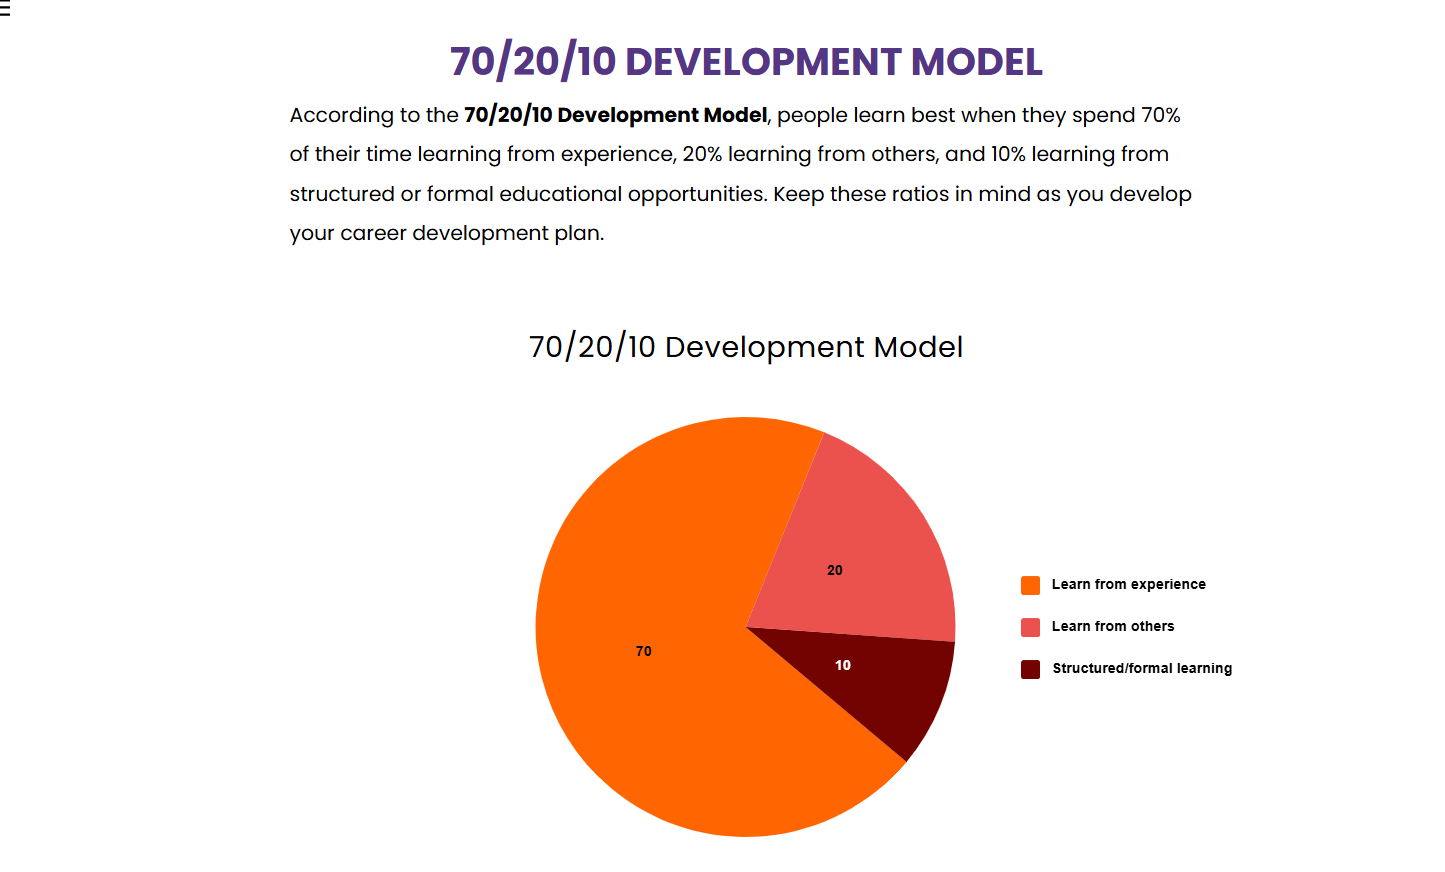 70/20/10 DEVELOPMENT MODEL
According to the 70/20/10 Development Model, people learn best when they spend 70%
of their time learning from experience, 20% learning from others, and 10% learning from
structured or formal educational opportunities. Keep these ratios in mind as you develop
your career development plan.
70/20/10 Development Model
20
70
10
Learn from experience
Learn from others
Structured/formal learning